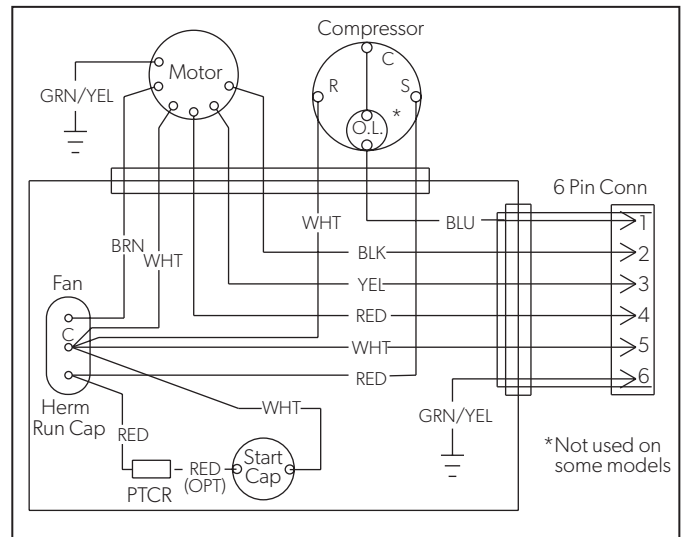 Compressor
Motor
C
R
S
O.L.
*
GRN/YEL
6 Pin Conn
WHT
BLU
1
BRN
WHT
BLK
2
Fan
YEL
3
C
RED
4
WHT
5
RED
6
Herm
Run Cap
WHT
GRN/YEL
RED
*Not used on
some models
PTCR
RED
(OPT)
Start
Cap